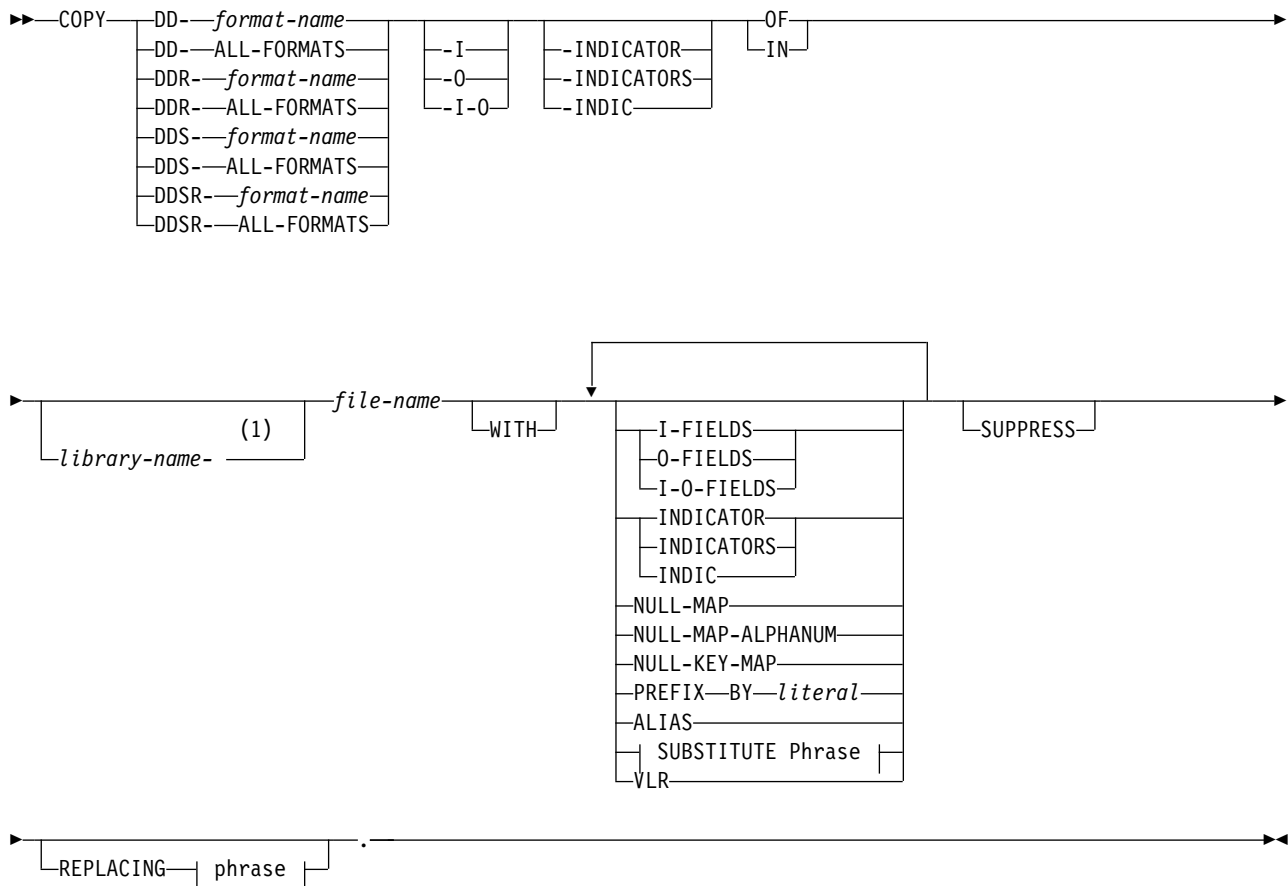 COPY DD- format-name OF
DD- ALL-FORMATS -I -INDICATOR IN
DDR- format-name -O -INDICATORS
DDR- ALL-FORMATS -I-O -INDIC
DDS- format-name
DDS- ALL-FORMATS
DDSR- format-name
DDSR- ALL-FORMATS
file-name
(1) WITH I-FIELDS SUPPRESS
library-name- O-FIELDS
I-O-FIELDS
INDICATOR
INDICATORS
INDIC
NULL-MAP
NULL-MAP-ALPHANUM
NULL-KEY-MAP
PREFIX BY literal
ALIAS
SUBSTITUTE Phrase
VLR
.
REPLACING phrase